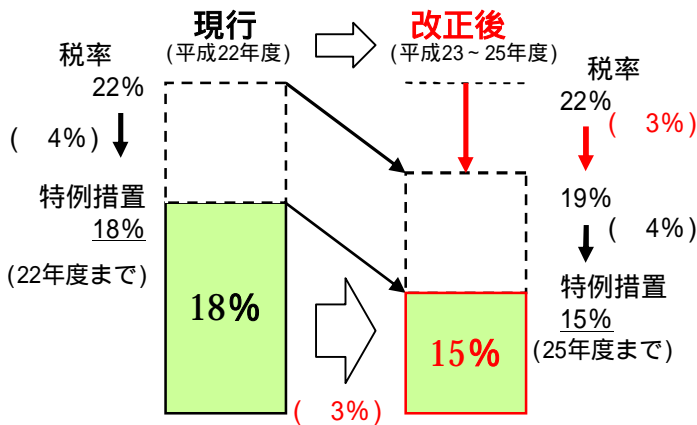 現行
(平成22年度)
改正後
(平成23~25年度)
税率
22%
(　4%)
特例措置
18%
(22年度まで)
18%
(　3%)
15%
税率
22%
(　3%)
19%
(　4%)
特例措置
15%
(25年度まで)